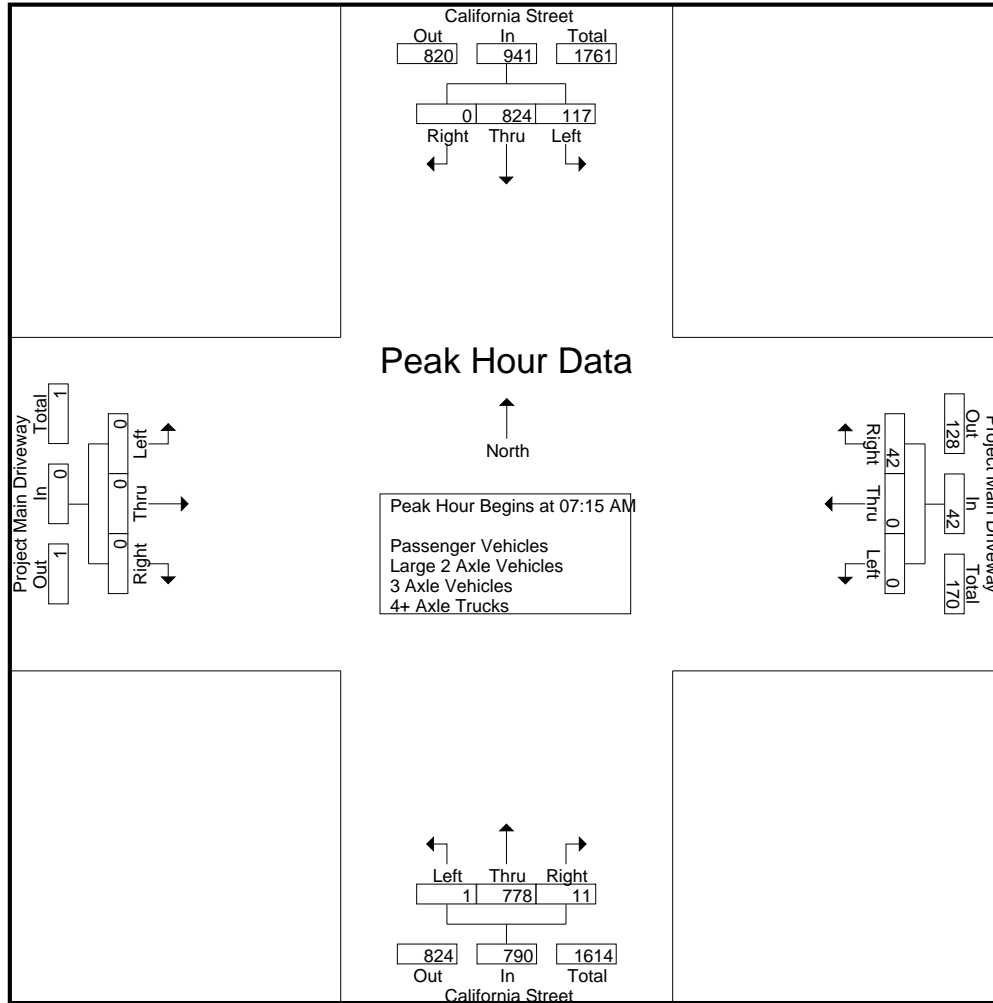 California Street
Out In Total
820 941 1761
0 824 117
Right Thru Left
Peak Hour Data
North
Peak Hour Begins at 07:15 AM
Passenger Vehicles
Large 2 Axle Vehicles
3 Axle Vehicles
4+ Axle Trucks
Project Main Driveway
Out In Total
1 0 1
Right Thru Left
0 0 0
Project Main Driveway
Out In Total
128 42 170
42 0 0
Right Thru Left
Left Thru Right
1 778 11
824 790 1614
Out In Total
California Street